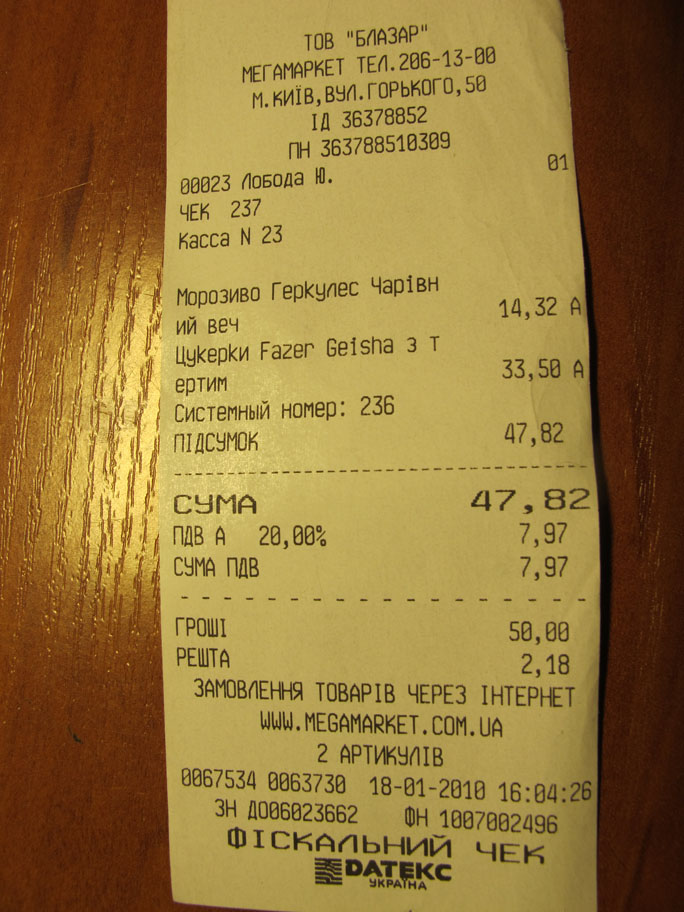 ТОВ "БЛАЗАР"
МЕГАМАРКЕТ ТЕЛ.206-13-00
М.КИЇВ,ВУЛ.ГОРЬКОГО,50
ІД 36378852
ПН 363788510309
00023 Лобода Ю. 01
ЧЕК 237
Касса N 23
Морозиво Геркулес Чарівн
ий веч 14,32 А
Цукерки Fazer Geisha з т
ертим 33,50 А
Системный номер: 236
ПІДСУМОК 47,82
СУМА 47,82
ПДВ А 20,00% 7,97
СУМА ПДВ 7,97
ГРОШІ 50,00
РЕШТА 2,18
ЗАМОВЛЕННЯ ТОВАРІВ ЧЕРЕЗ ІНТЕРНЕТ
WWW.MEGAMARKET.COM.UA
2 АРТИКУЛІВ
0067534 0063730 18-01-2010 16:04:26
ЗН ДО06023662 ФН 1007002496
ФІСКАЛЬНИЙ ЧЕК
DATEКС
УКРАЇНА